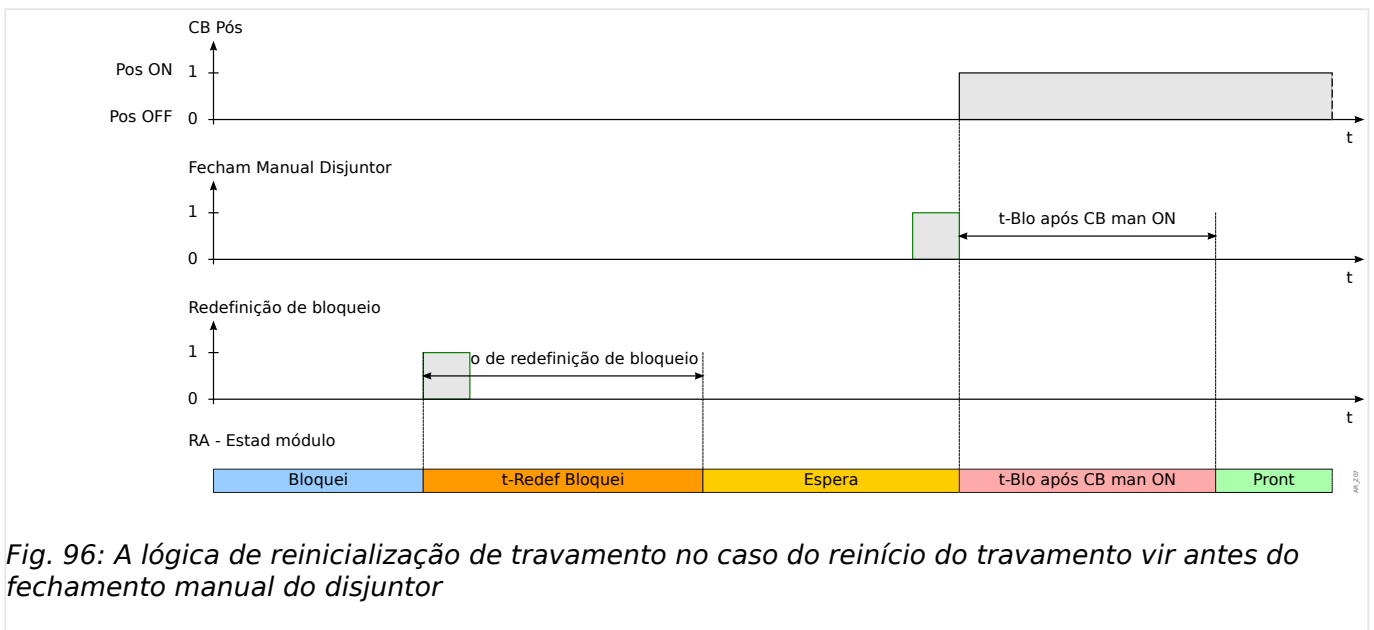 CB Pós
Pos ON 1
Pos OFF 0
t
Fecham Manual Disjuntor
1
t-Blo após CB man ON
0
t
Redefinição de bloqueio
1
o de redefinição de bloqueio
0
t
RA - Estad módulo
Bloquei t-Redef Bloquei Espera t-Blo após CB man ON Pront
AR_Z07
Fig. 96: A lógica de reinicialização de travamento no caso do reinício do travamento vir antes do
fechamento manual do disjuntor